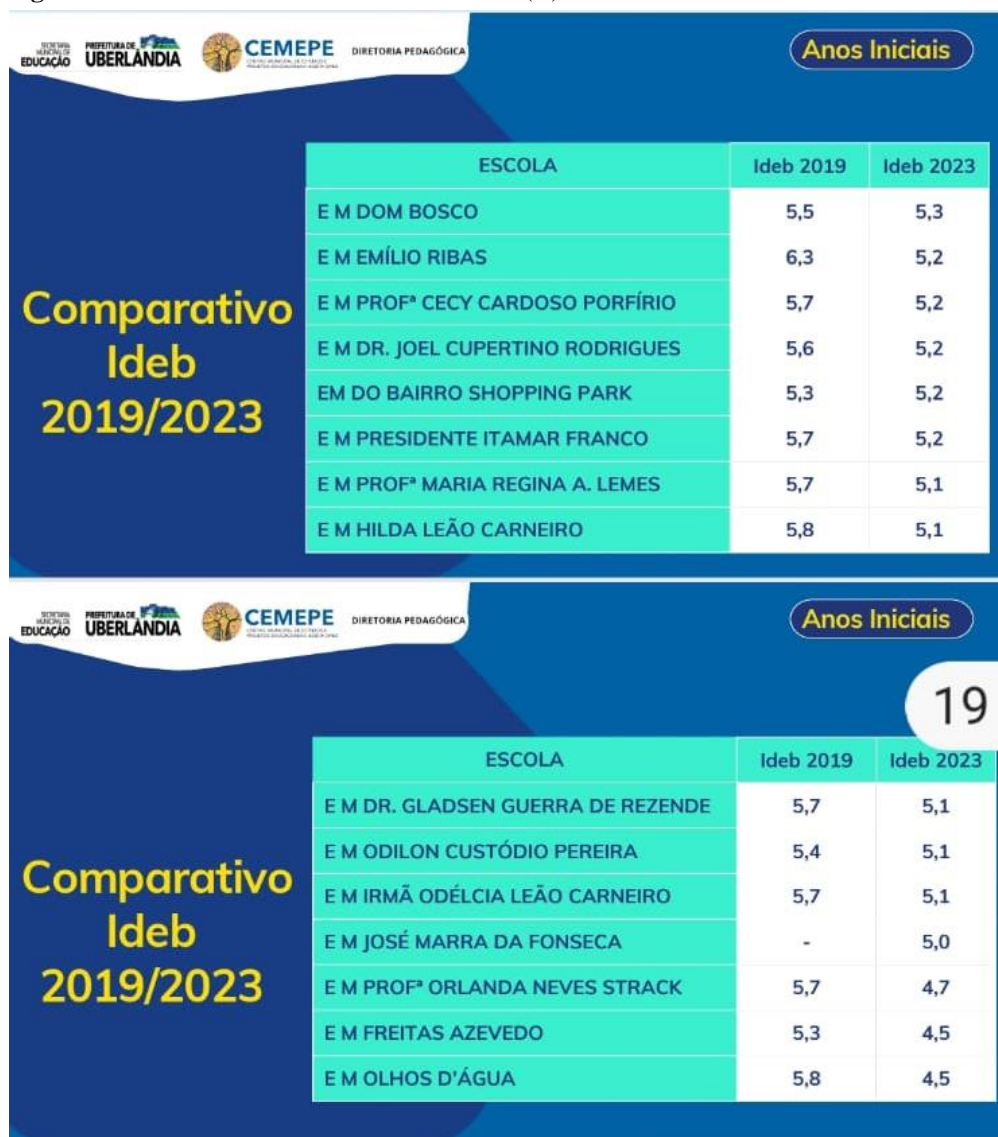 SECRETARIA
MUNICIPAL DE
EDUCAÇÃO
PREFEITURA DE
UBERLÂNDIA
CEMEPE
DIRETORIA PEDAGÓGICA
Anos Iniciais
Comparativo
Ideb
2019/2023
ESCOLA Ideb 2019 Ideb 2023
E M DOM BOSCO 5,5 5,3
E M EMÍLIO RIBAS 6,3 5,2
E M PROFª CECY CARDOSO PORFÍRIO 5,7 5,2
E M DR. JOEL CUPERTINO RODRIGUES 5,6 5,2
EM DO BAIRRO SHOPPING PARK 5,3 5,2
E M PRESIDENTE ITAMAR FRANCO 5,7 5,2
E M PROFª MARIA REGINA A. LEMES 5,7 5,1
E M HILDA LEÃO CARNEIRO 5,8 5,1
SECRETARIA
MUNICIPAL DE
EDUCAÇÃO
PREFEITURA DE
UBERLÂNDIA
CEMEPE
DIRETORIA PEDAGÓGICA
Anos Iniciais
19
Comparativo
Ideb
2019/2023
ESCOLA Ideb 2019 Ideb 2023
E M DR. GLADSEN GUERRA DE REZENDE 5,7 5,1
E M ODILON CUSTÓDIO PEREIRA 5,4 5,1
E M IRMÃ ODÉLCIA LEÃO CARNEIRO 5,7 5,1
E M JOSÉ MARRA DA FONSECA - 5,0
E M PROFª ORLANDA NEVES STRACK 5,7 4,7
E M FREITAS AZEVEDO 5,3 4,5
E M OLHOS D'ÁGUA 5,8 4,5